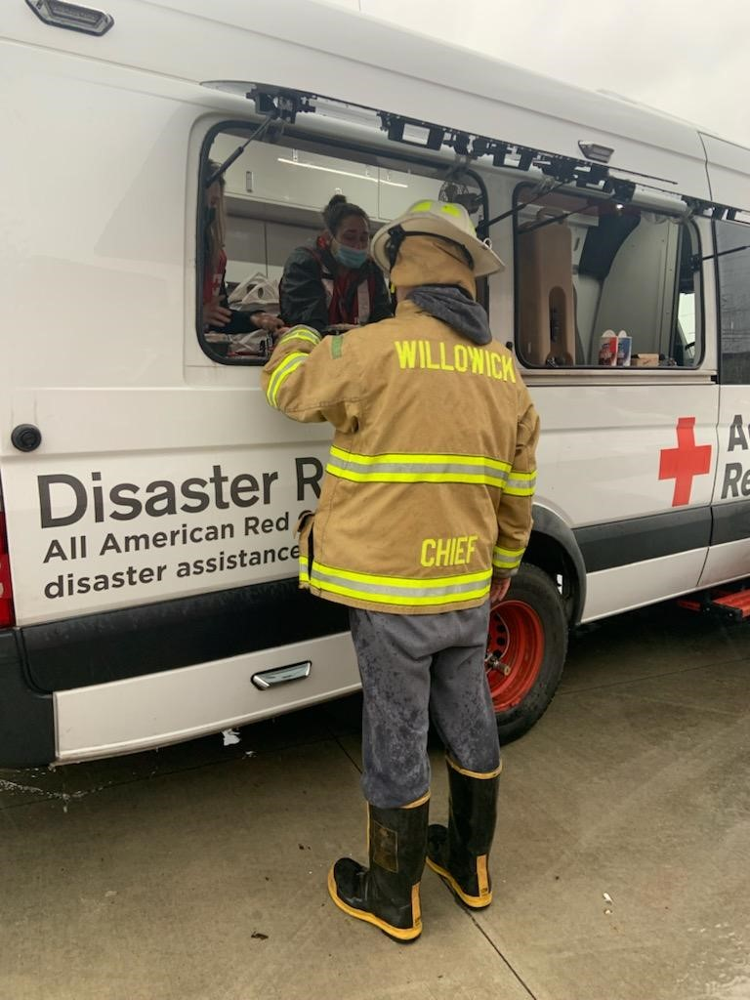 WILLOWICK
CHIEF
Disaster R
All American Red
disaster assistance
A
Re